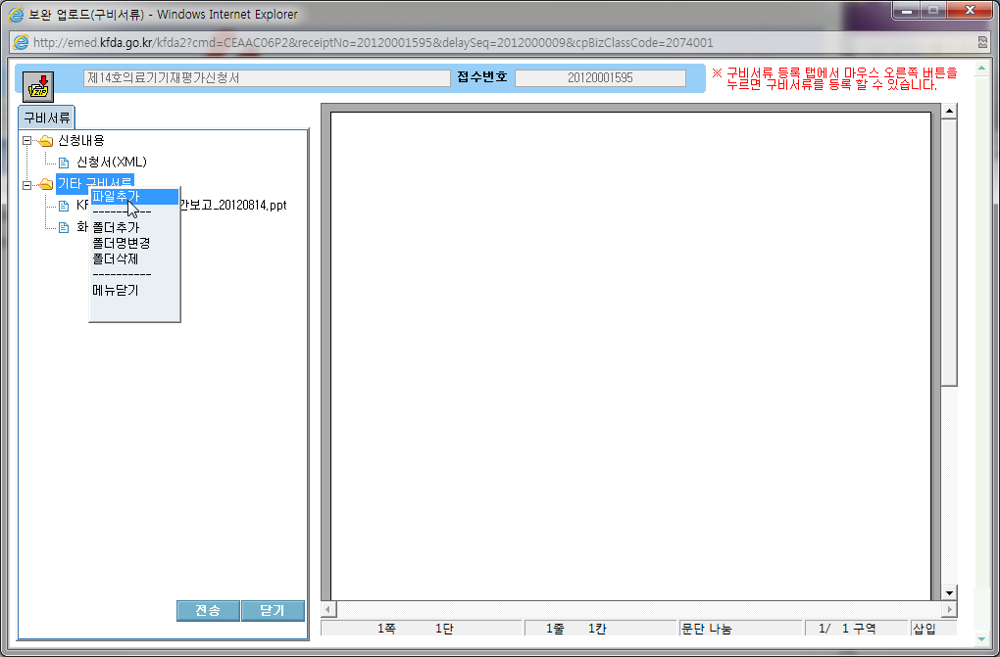 보완 업로드(구비서류) - Windows Internet Explorer
http://emed.kfda.go.kr/kfda2?cmd=CEAAC06P2&receiptNo=20120001595&delaySeq=2012000009&cpBizClassCode=2074001
제14호의료기기재평가신청서 접수번호 20120001595
※ 구비서류 등록 탭에서 마우스 오른쪽 버튼을
누르면 구비서류를 등록 할 수 있습니다.
ZIP
구비서류
신청내용
신청서(XML)
기타 구비서류
파일추가
간보고_20120814.ppt
----------
화
폴더추가
폴더명변경
폴더삭제
----------
메뉴닫기
전송 닫기
1쪽 1단 1줄 1칸 문단 나눔 1/ 1 구역 삽입